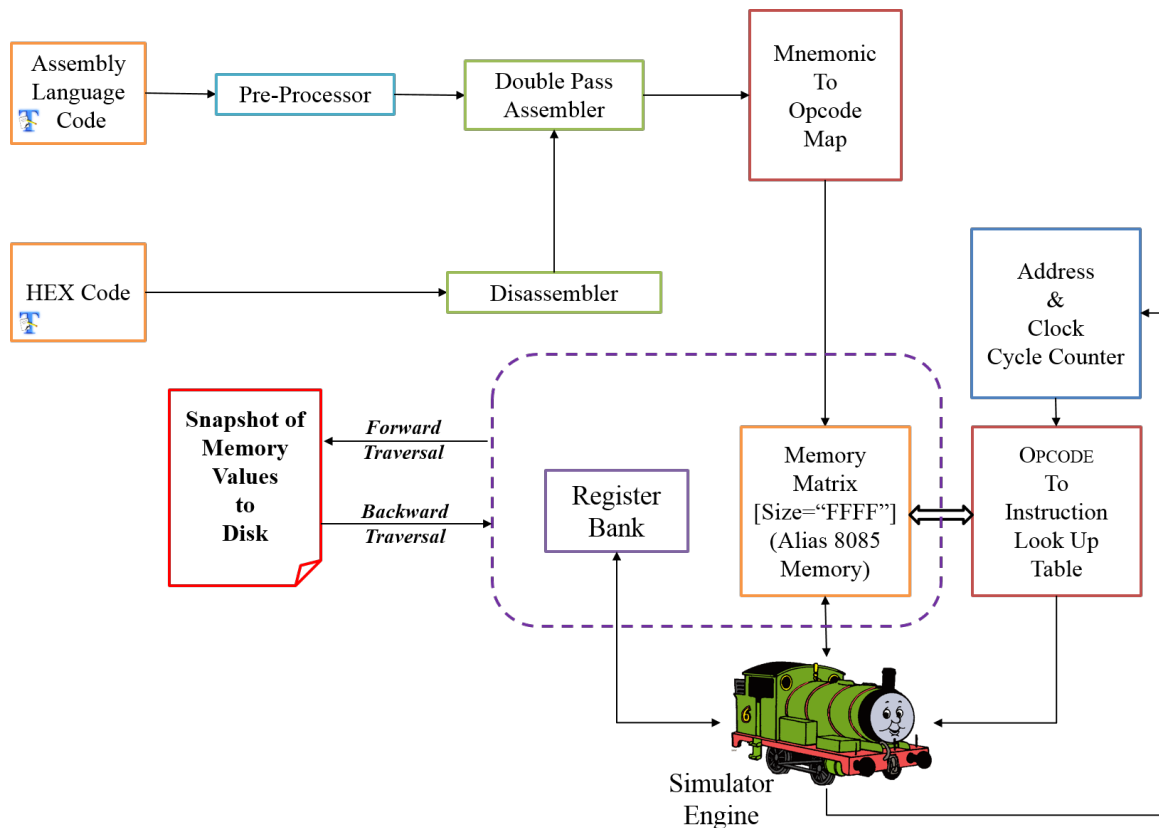 Assembly
Language
Code
Pre-Processor
Double Pass
Assembler
Mnemonic
To
Opcode
Map
HEX Code
Disassembler
Address
&
Clock
Cycle Counter
Snapshot of
Memory
Values
to
Disk
Forward
Traversal
Backward
Traversal
Register
Bank
Memory
Matrix
[Size=“FFFF”]
(Alias 8085
Memory)
OPCODE
To
Instruction
Look Up
Table
6
Simulator
Engine